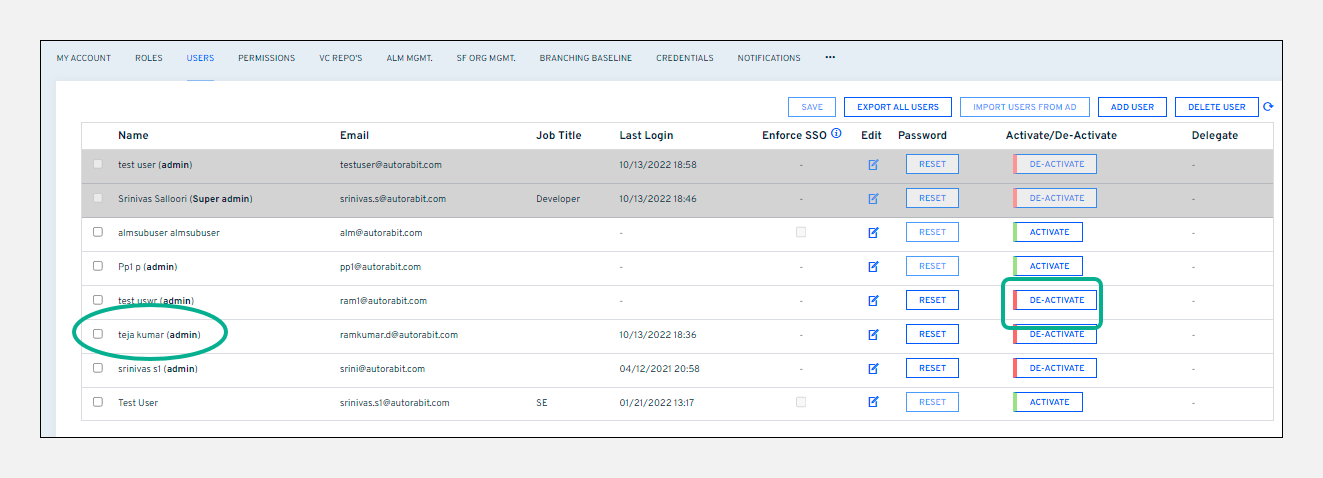 MY ACCOUNT ROLES USERS PERMISSIONS VC REPO'S ALM MGMT. SF ORG MGMT. BRANCHING BASELINE CREDENTIALS NOTIFICATIONS ...
SAVE EXPORT ALL USERS IMPORT USERS FROM AD ADD USER DELETE USER
Name Email Job Title Last Login Enforce SSO Edit Password Activate/De-Activate Delegate
test user (admin) testuser@autorabit.com 10/13/2022 18:58 - RESET DE-ACTIVATE -
Srinivas Salloori (Super admin) srinivas.s@autorabit.com Developer 10/13/2022 18:46 - RESET DE-ACTIVATE -
almsubuser almsubuser alm@autorabit.com - RESET ACTIVATE -
Pp1 p (admin) pp1@autorabit.com - - RESET ACTIVATE -
test uswr (admin) ram1@autorabit.com - - RESET DE-ACTIVATE -
teja kumar (admin) ramkumar.d@autorabit.com 10/13/2022 18:36 - RESET DE-ACTIVATE -
srinivas s1 (admin) srini@autorabit.com 04/12/2021 20:58 - RESET DE-ACTIVATE -
Test User srinivas.s1@autorabit.com SE 01/21/2022 13:17 RESET ACTIVATE -